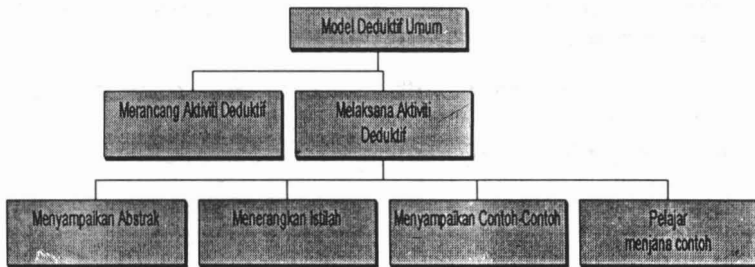 Model Deduktif Umum
Merancang Aktiviti Deduktif
Melaksana Aktiviti
Deduktif
Menyampaikan Abstrak
Menerangkan Istilah
Menyampaikan Contoh-Contoh
Pelajar
menjana contoh